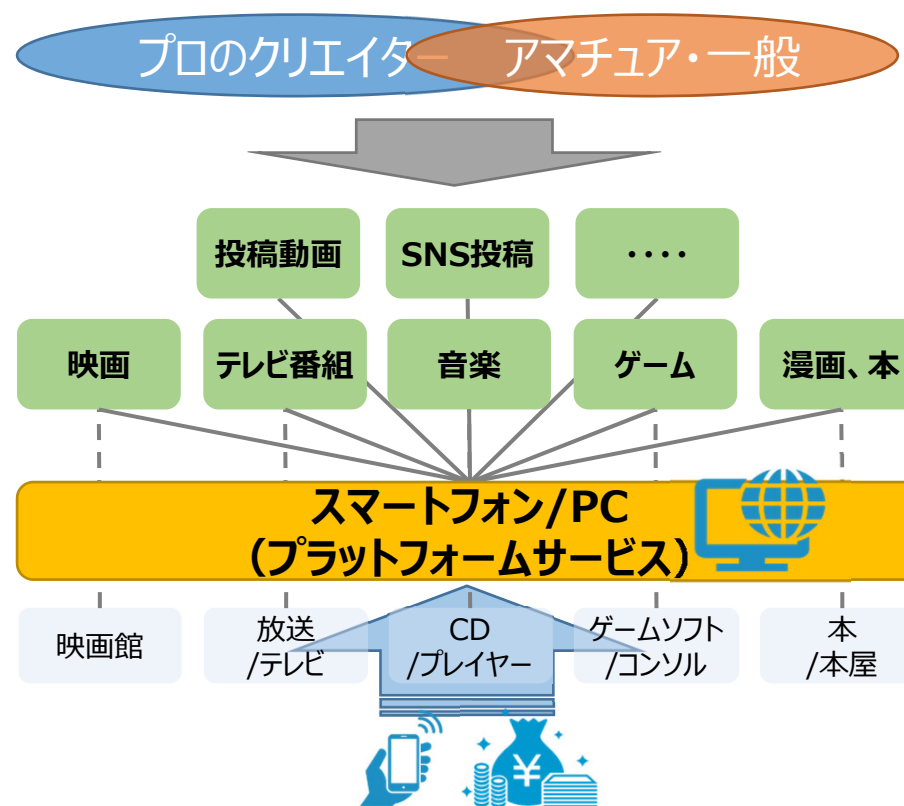 プロのクリエイター
アマチュア・一般
投稿動画
SNS投稿
・・・・
映画
テレビ番組
音楽
ゲーム
漫画、本
スマートフォン/PC
（プラットフォームサービス）
映画館
放送
/テレビ
CD
/プレイヤー
ゲームソフト
/コンソル
本
/本屋
¥